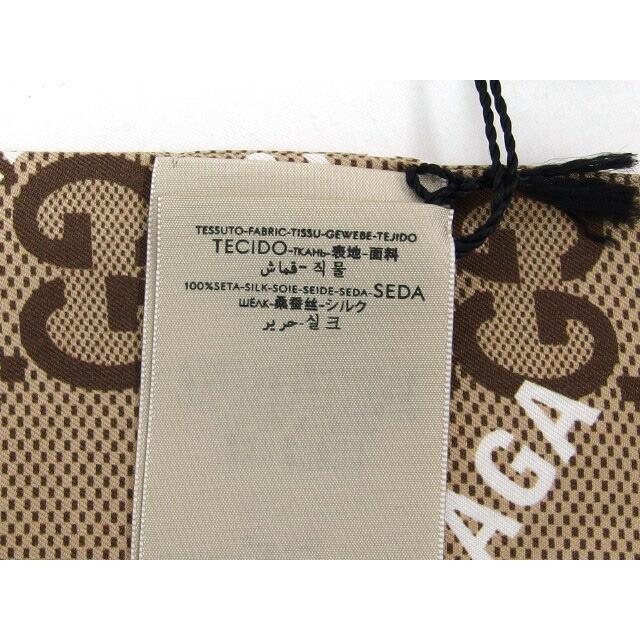 TESSUTO-FABRIC-TISSU-GEWEBE-TEJIDO
TECIDO-ТКАНЬ-表地-面料
قماش-직물
100%SETA-SILK-SOIE-SEIDE-SEDA-SEDA
ШЕЛК-桑蚕丝-シルク
حرير-실크
AGA